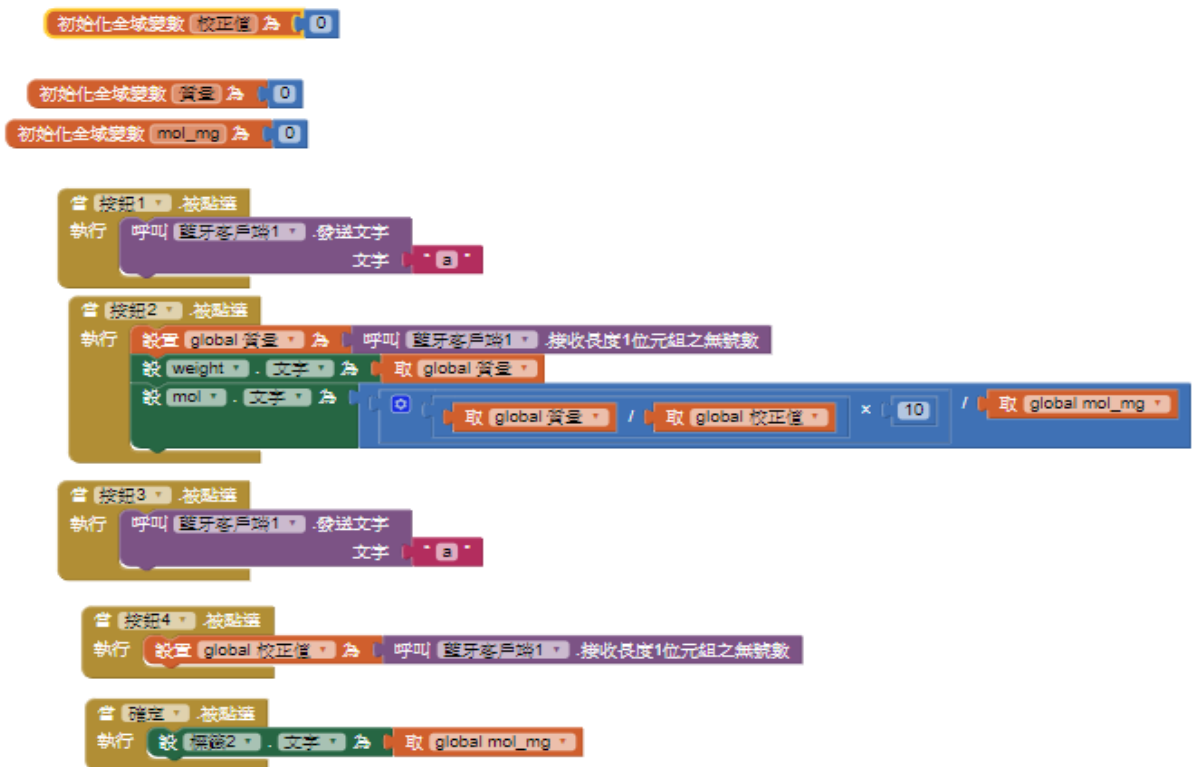 初始化全域變數 校正值 為 0
初始化全域變數 質量 為 0
初始化全域變數 mol_mg 為 0
當 按鈕1 .被點選
執行 呼叫 藍牙客戶端1 .發送文字
文字 " a "
當 按鈕2 .被點選
執行 設置 global 質量 為 呼叫 藍牙客戶端1 .接收長度1位元組之無號數
設 weight . 文字 為 取 global 質量
設 mol . 文字 為 取 global 質量 / 取 global 校正值 × 10 / 取 global mol_mg
當 按鈕3 .被點選
執行 呼叫 藍牙客戶端1 .發送文字
文字 " a "
當 按鈕4 .被點選
執行 設置 global 校正值 為 呼叫 藍牙客戶端1 .接收長度1位元組之無號數
當 確定 .被點選
執行 設 標籤2 . 文字 為 取 global mol_mg